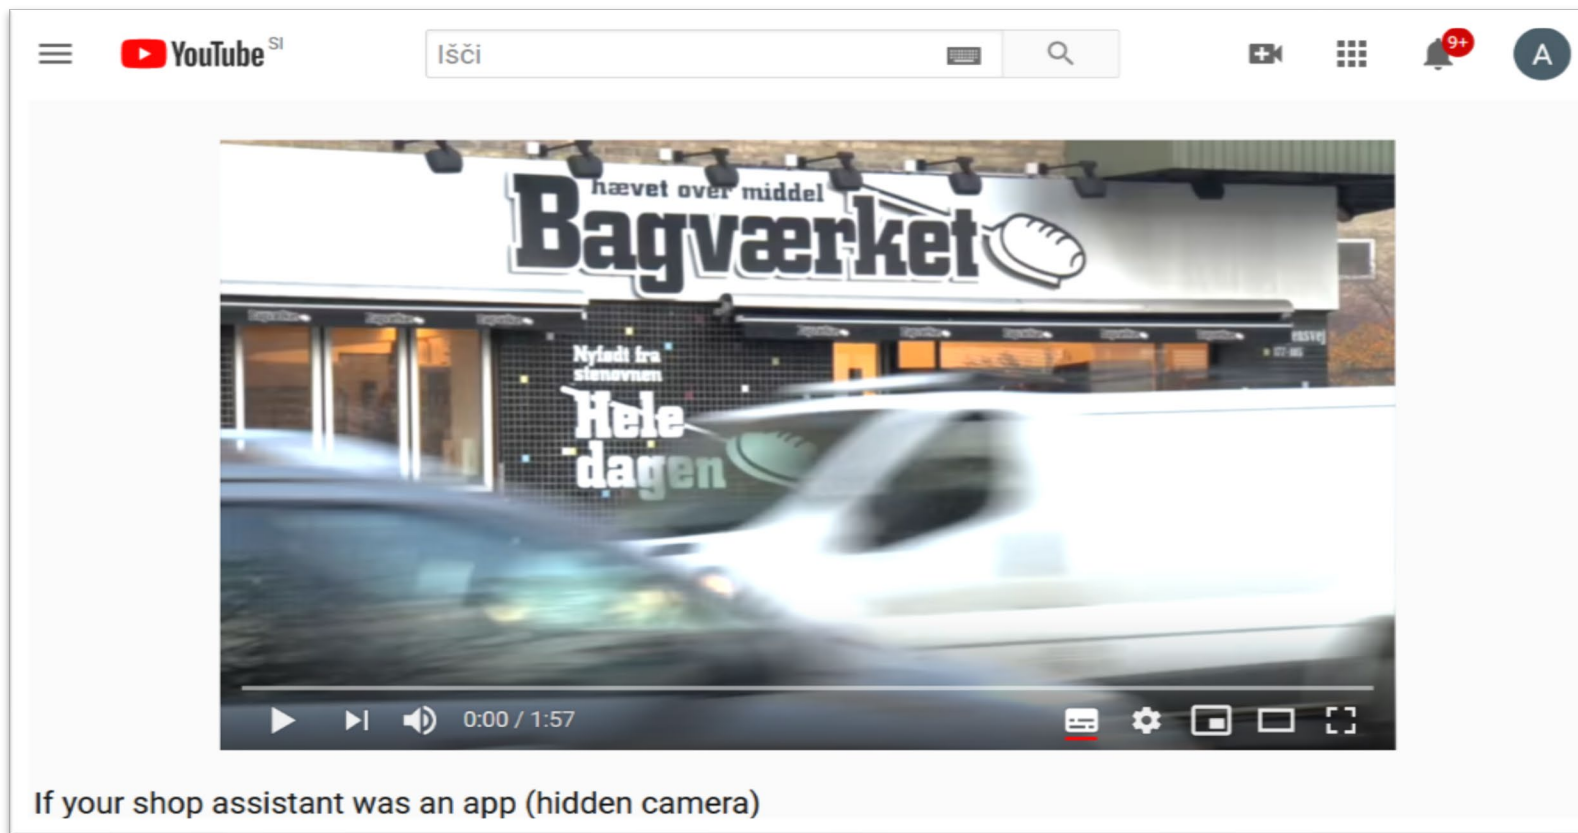 YouTube SI
Išči
9+
A
hævet over middel
Bagværket
Nyfødt fra
stenovnen
Hele
dagen
0:00 / 1:57
If your shop assistant was an app (hidden camera)